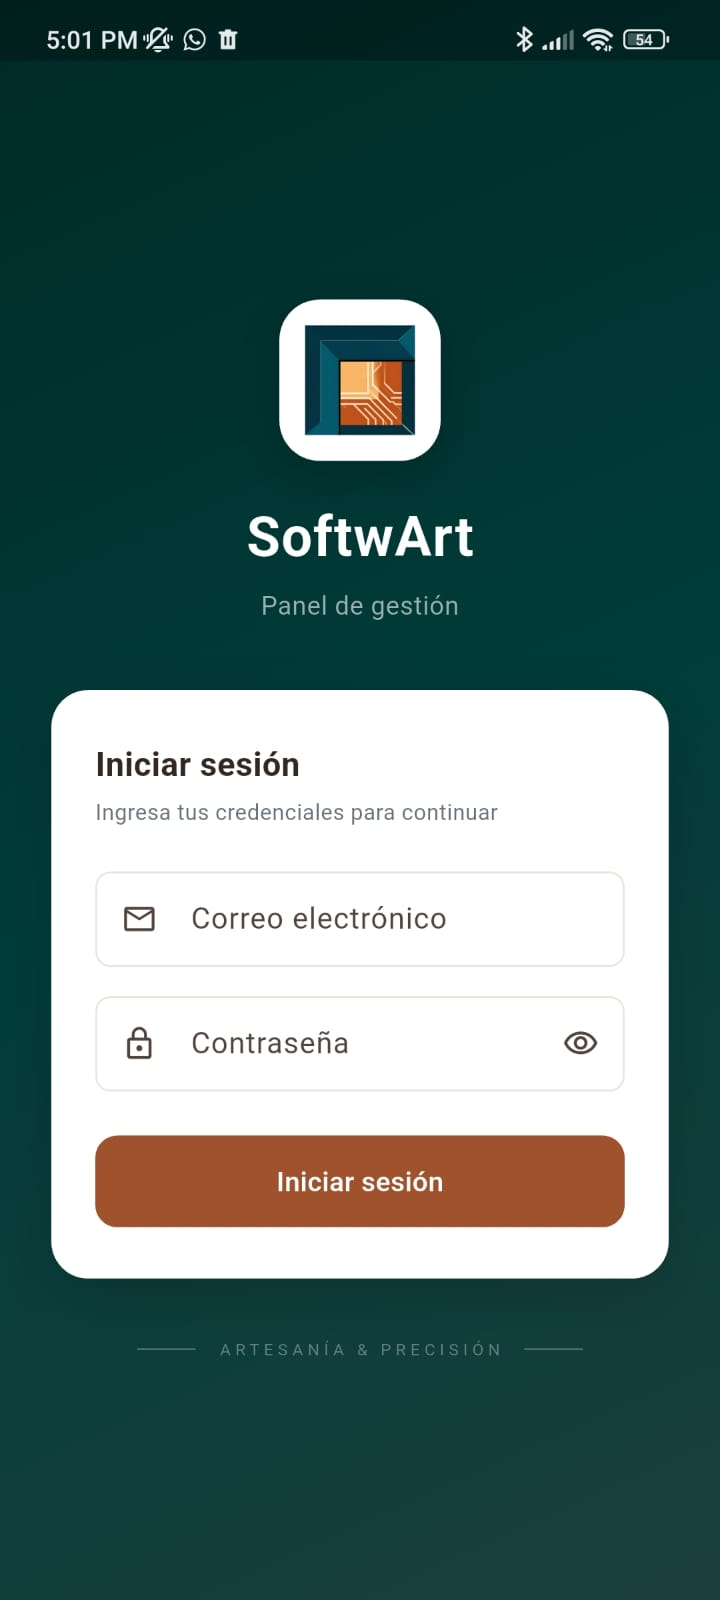 5:01 PM
54
SoftwArt
Panel de gestión
Iniciar sesión
Ingresa tus credenciales para continuar
Correo electrónico
Contraseña
Iniciar sesión
ARTESANÍA & PRECISIÓN